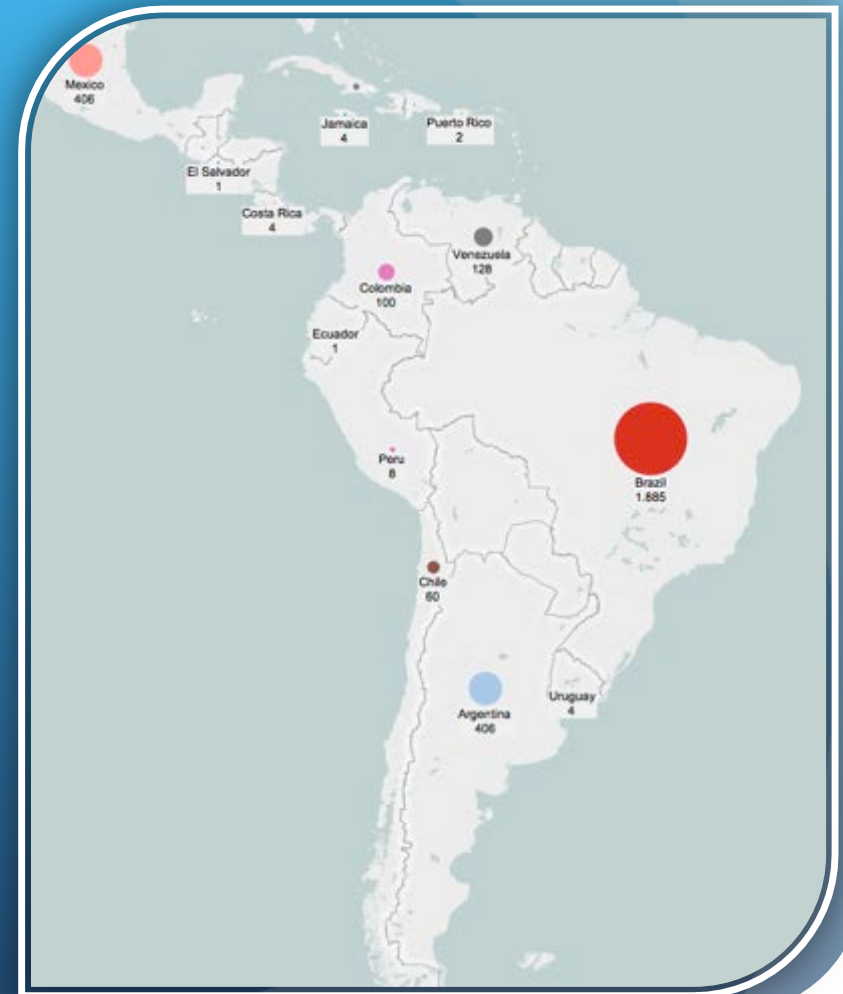 Mexico
406
Jamaica
4
Puerto Rico
2
El Salvador
1
Costa Rica
4
Venezuela
128
Colombia
100
Ecuador
1
Peru
8
Brazil
1.885
Chile
60
Uruguay
4
Argentina
406